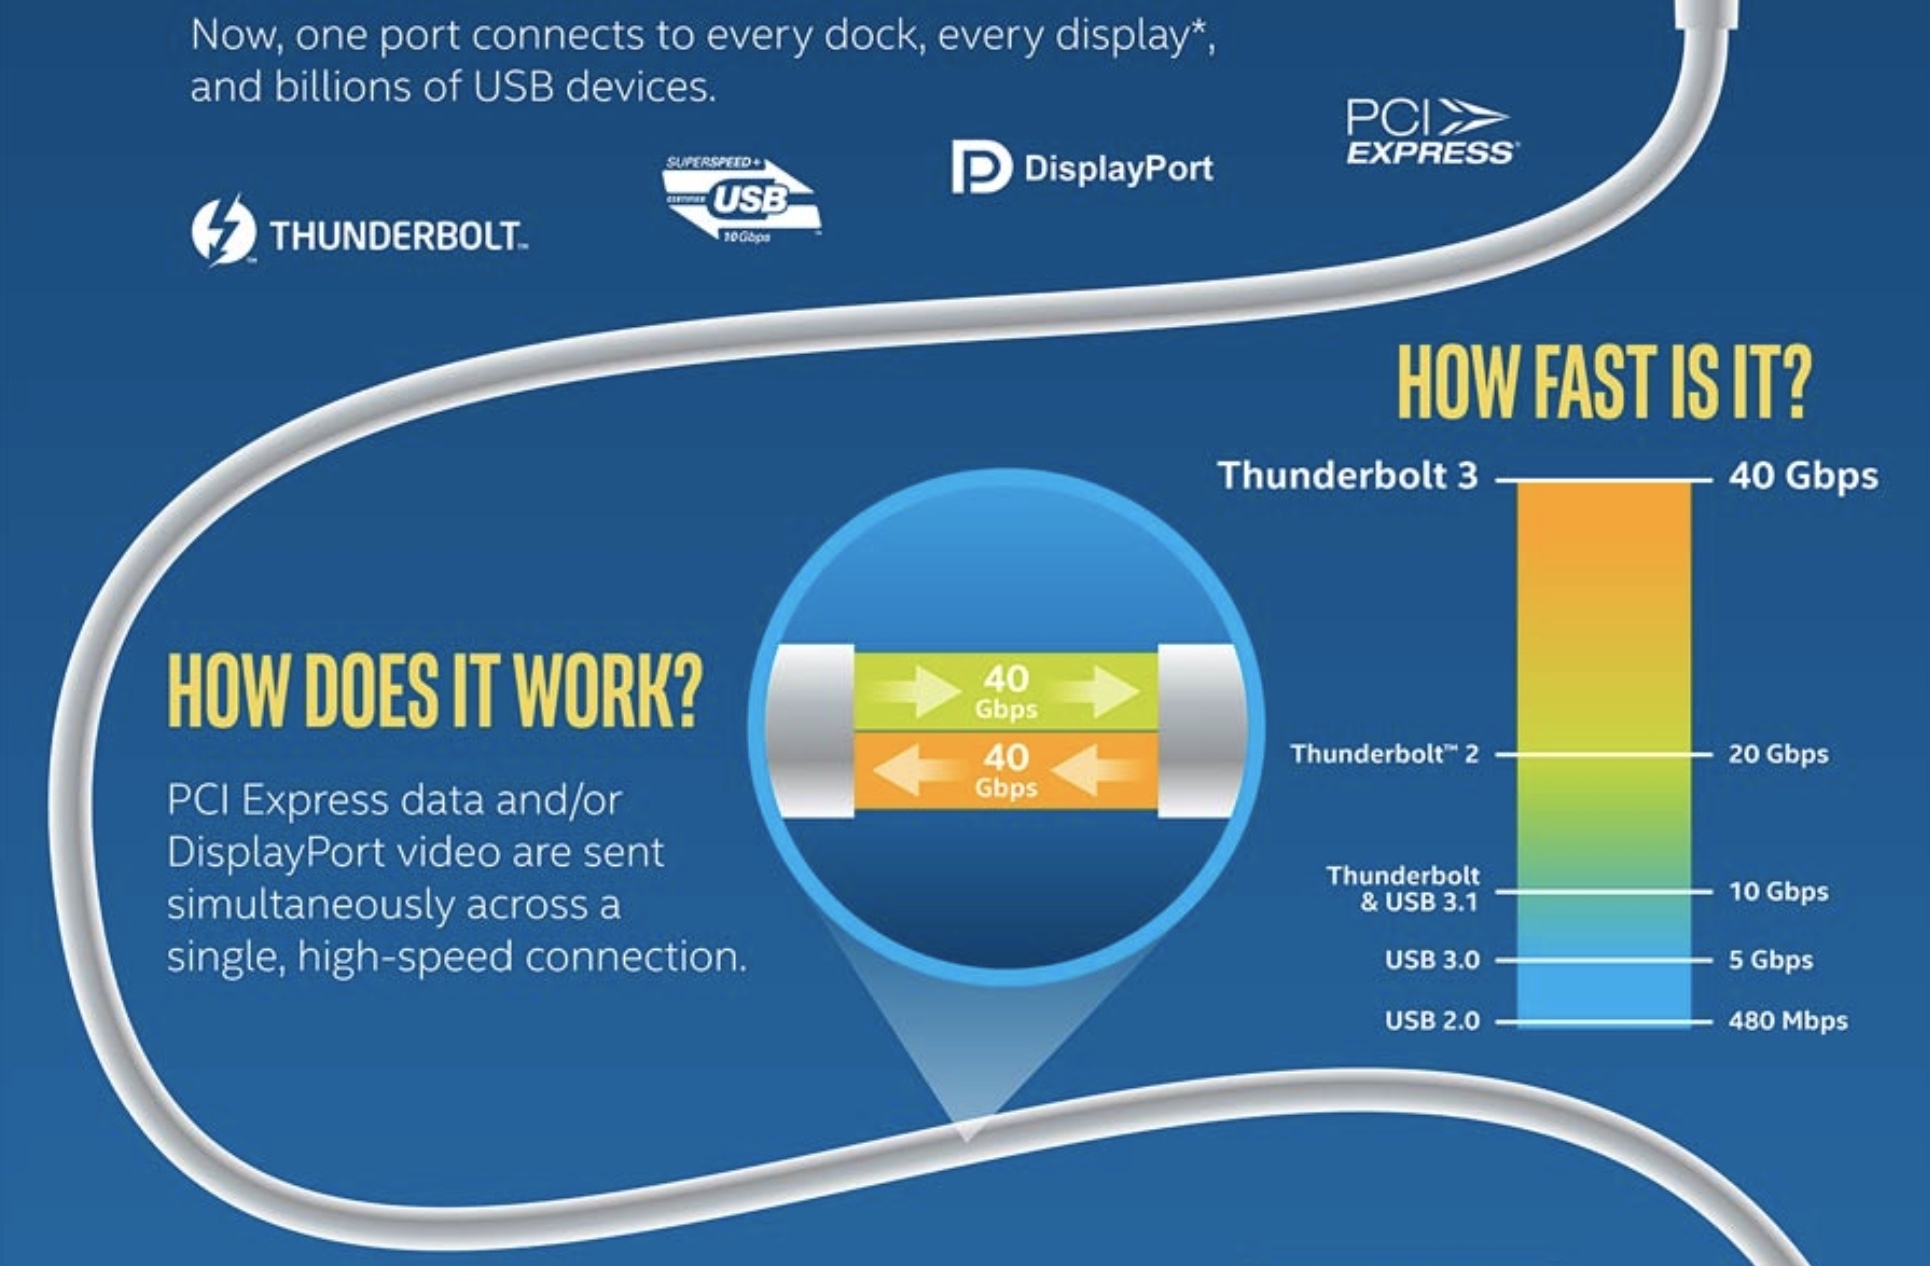 Now, one port connects to every dock, every display*,
and billions of USB devices.
THUNDERBOLT™
SUPERSPEED+
CERTIFIED
USB
10Gbps
DisplayPort
PCI
EXPRESS®
HOW FAST IS IT?
Thunderbolt 3 40 Gbps
Thunderbolt™ 2 20 Gbps
Thunderbolt
& USB 3.1 10 Gbps
USB 3.0 5 Gbps
USB 2.0 480 Mbps
40
Gbps
40
Gbps
HOW DOES IT WORK?
PCI Express data and/or
DisplayPort video are sent
simultaneously across a
single, high-speed connection.